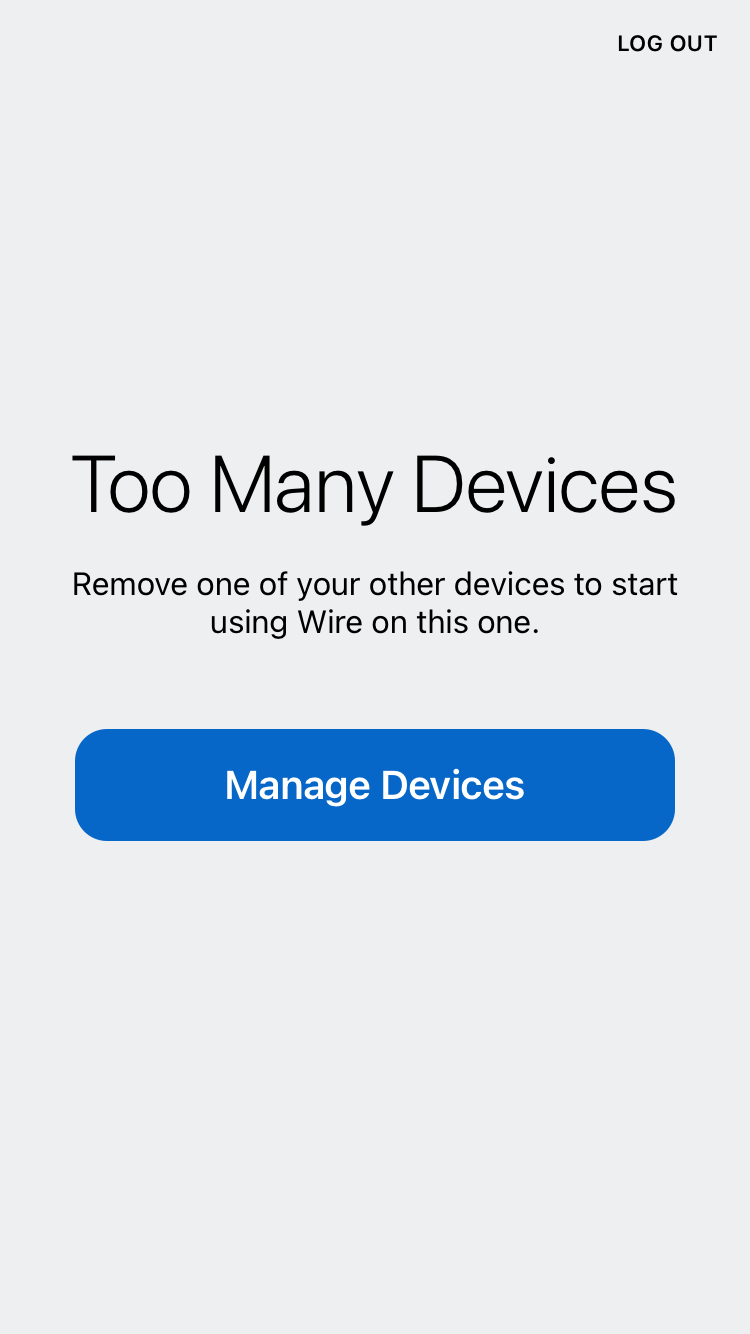 LOG OUT
Too Many Devices
Remove one of your other devices to start
using Wire on this one.
Manage Devices